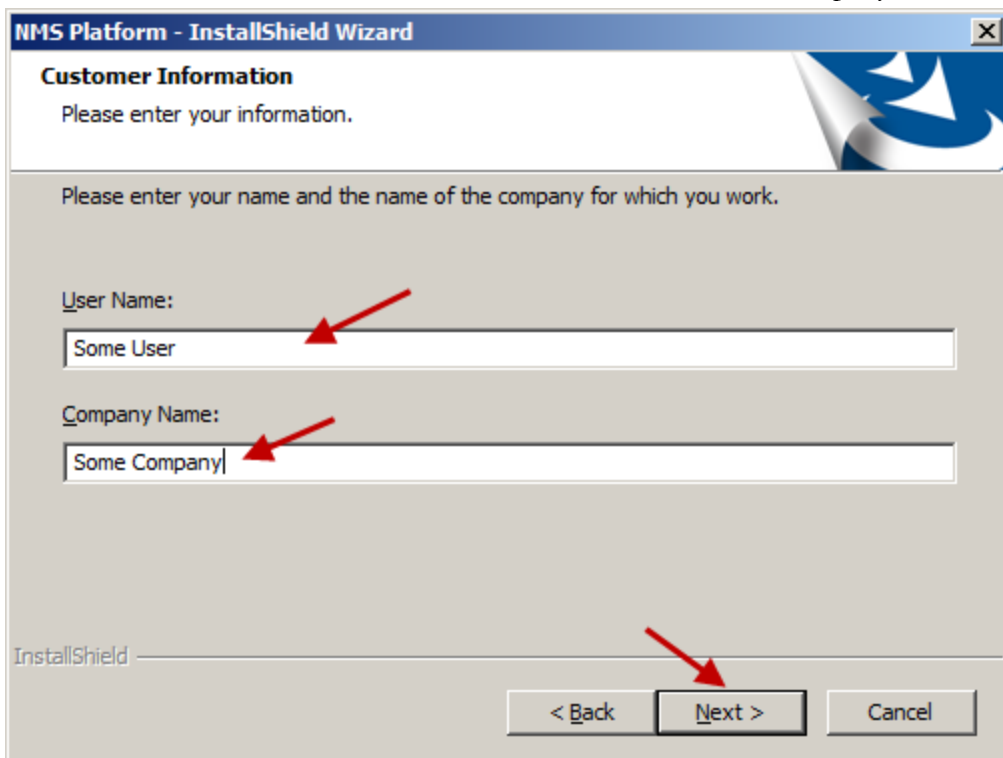 NMS Platform - InstallShield Wizard
Customer Information
Please enter your information.
Please enter your name and the name of the company for which you work.
User Name:
Some User
Company Name:
Some Company
InstallShield
< Back Next > Cancel